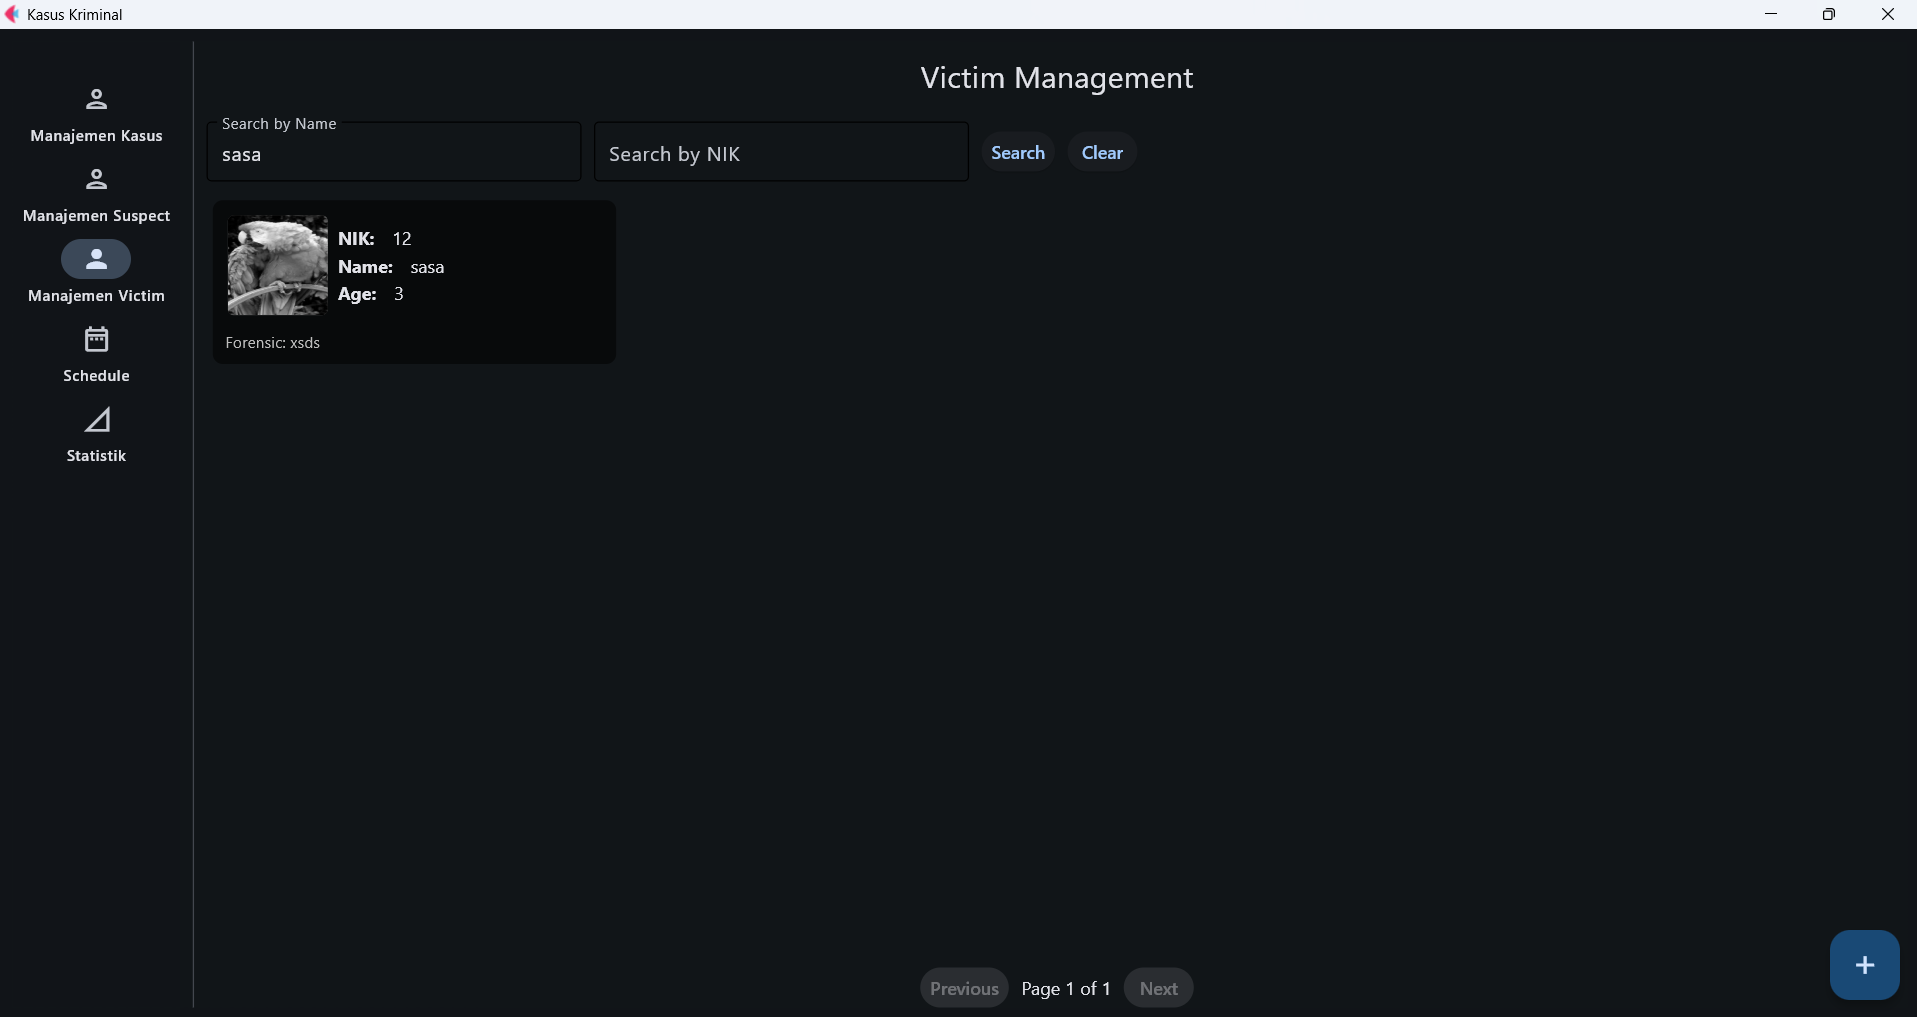 Kasus Kriminal
Manajemen Kasus
Manajemen Suspect
Manajemen Victim
Schedule
Statistik
Victim Management
Search by Name
sasa
Search by NIK
Search
Clear
NIK: 12
Name: sasa
Age: 3
Forensic: xsds
Previous
Page 1 of 1
Next
+